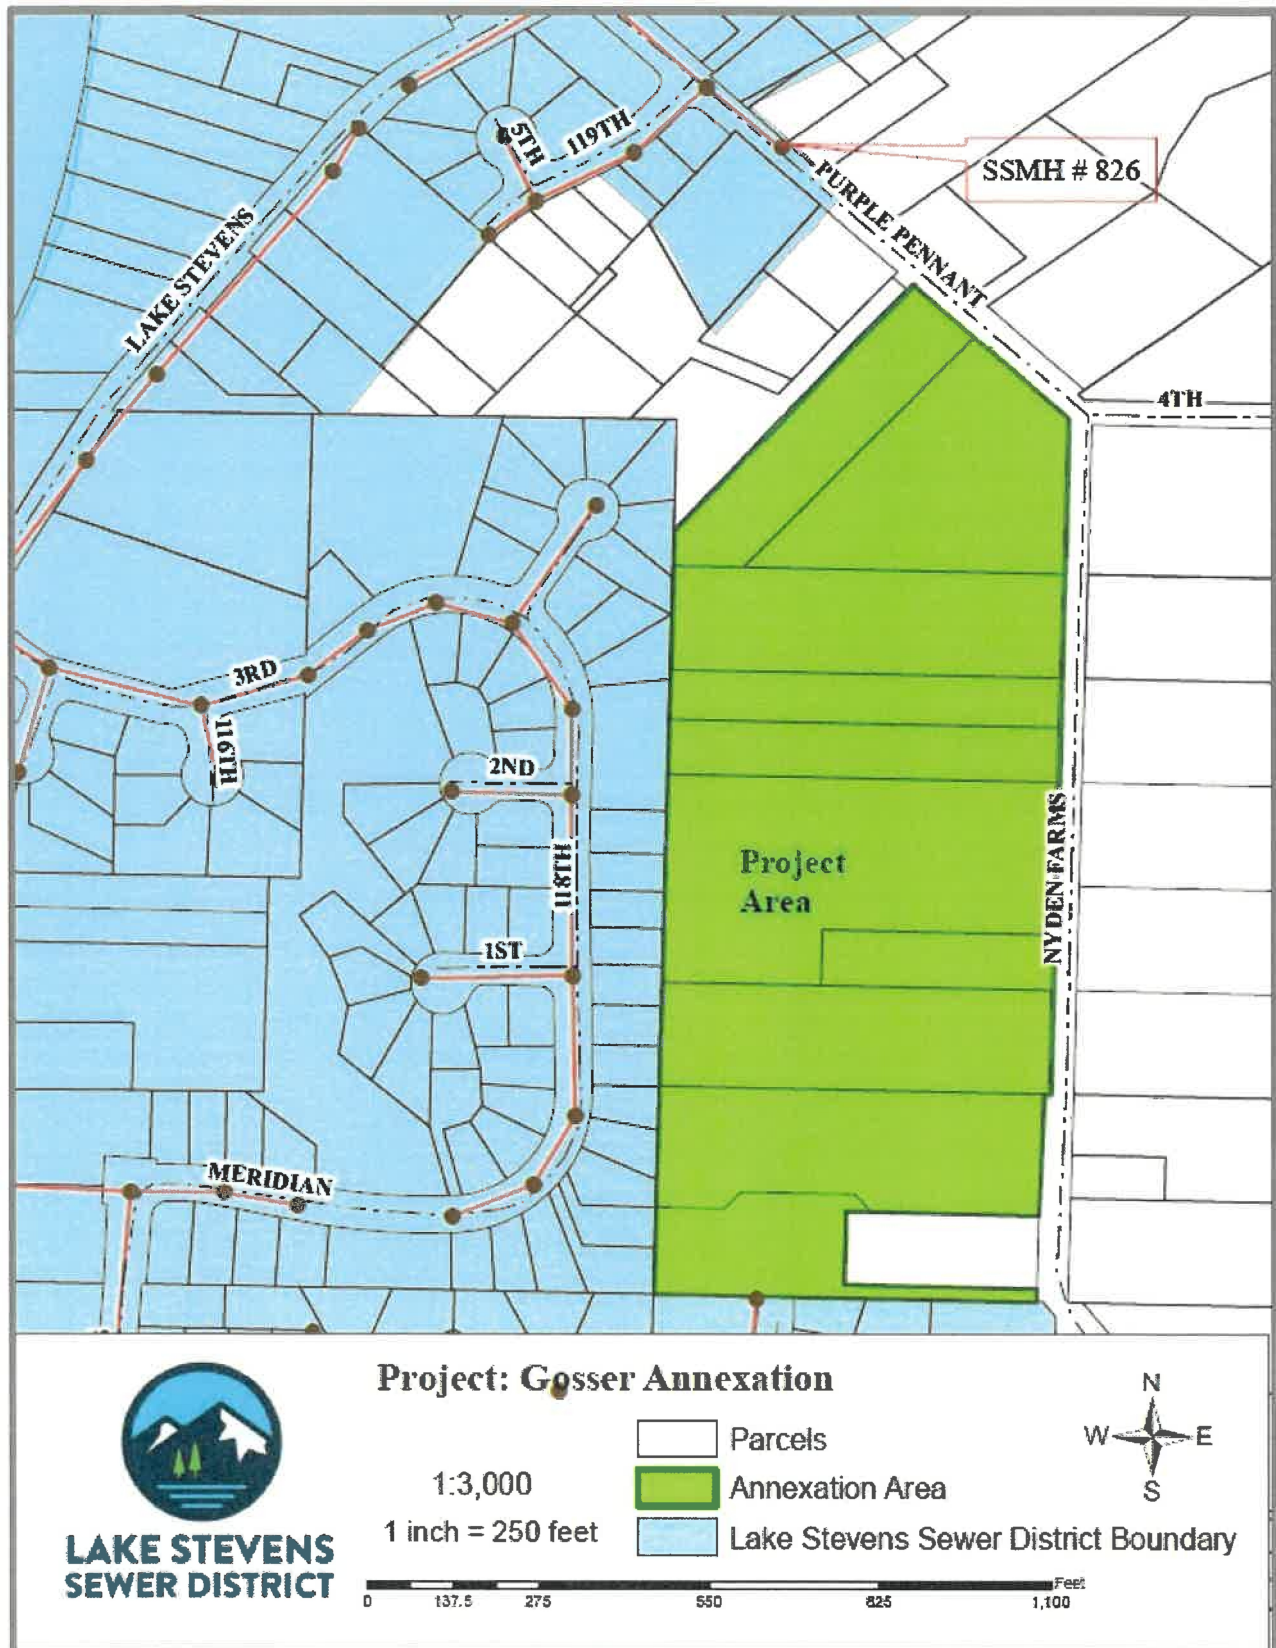 5TH
119TH
SSMH # 826
PURPLE PENNANT
LAKE STEVENS
4TH
3RD
116TH
2ND
118TH
Project
Area
NYDEN FARMS
1ST
MERIDIAN
Project: Gosser Annexation
N
W E
S
Parcels
1:3,000
Annexation Area
1 inch = 250 feet
Lake Stevens Sewer District Boundary
LAKE STEVENS
SEWER DISTRICT
Feet
0 137.5 275 550 825 1,100